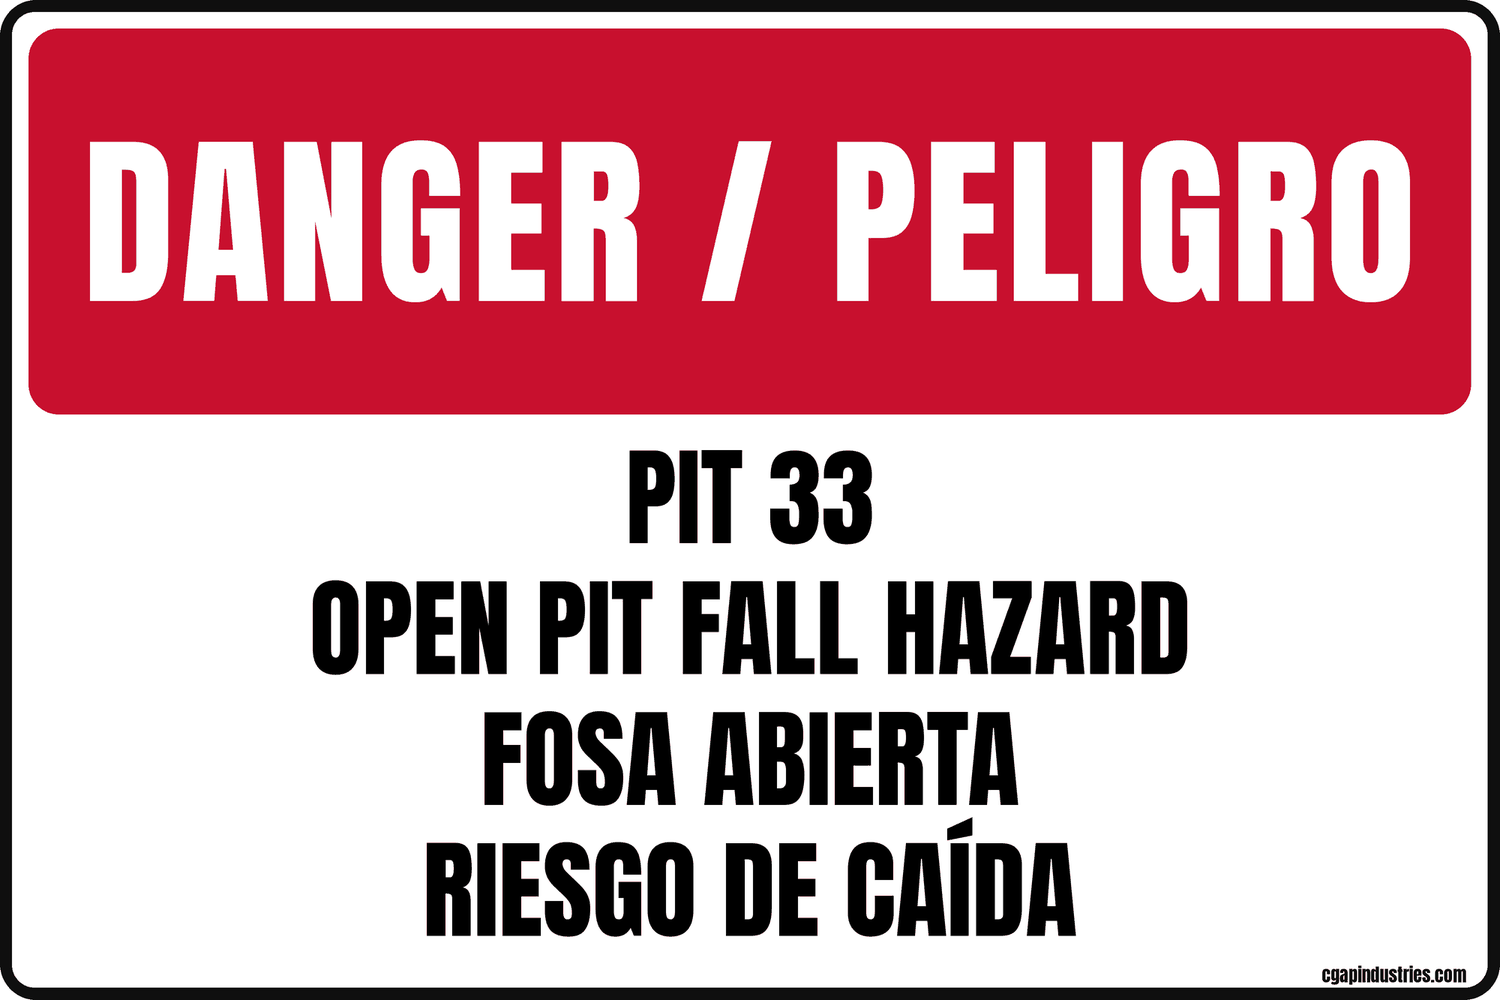 DANGER / PELIGRO
PIT 33
OPEN PIT FALL HAZARD
FOSA ABIERTA
RIESGO DE CAÍDA
cgapindustries.com